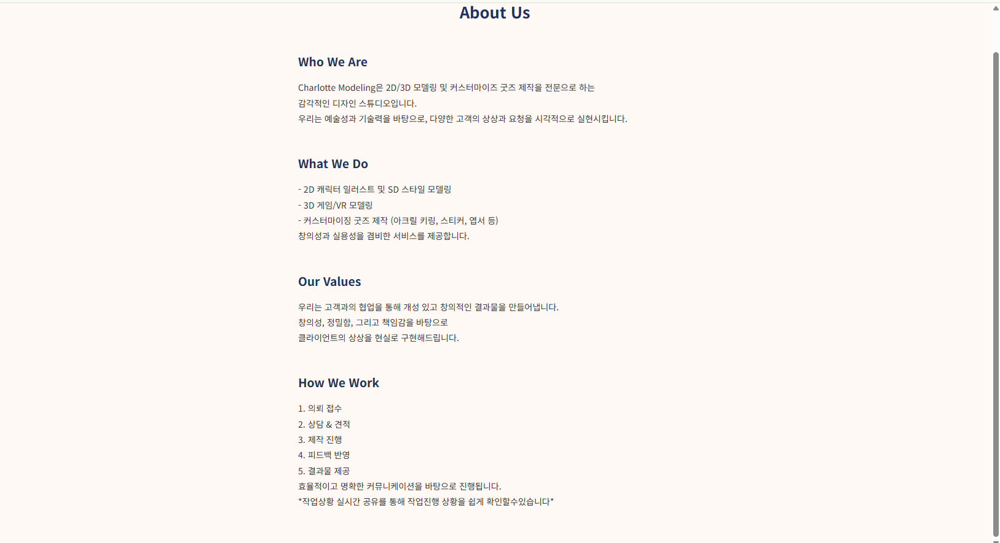 About Us
Who We Are
Charlotte Modeling은 2D/3D 모델링 및 커스터마이즈 굿즈 제작을 전문으로 하는
감각적인 디자인 스튜디오입니다.
우리는 예술성과 기술력을 바탕으로, 다양한 고객의 상상과 요청을 시각적으로 실현시킵니다.
What We Do
- 2D 캐릭터 일러스트 및 SD 스타일 모델링
- 3D 게임/VR 모델링
- 커스터마이징 굿즈 제작 (아크릴 키링, 스티커, 엽서 등)
창의성과 실용성을 겸비한 서비스를 제공합니다.
Our Values
우리는 고객과의 협업을 통해 개성 있고 창의적인 결과물을 만들어냅니다.
창의성, 정밀함, 그리고 책임감을 바탕으로
클라이언트의 상상을 현실로 구현해드립니다.
How We Work
1. 의뢰 접수
2. 상담 & 견적
3. 제작 진행
4. 피드백 반영
5. 결과물 제공
효율적이고 명확한 커뮤니케이션을 바탕으로 진행됩니다.
*작업상황 실시간 공유를 통해 작업진행 상황을 쉽게 확인할수있습니다*